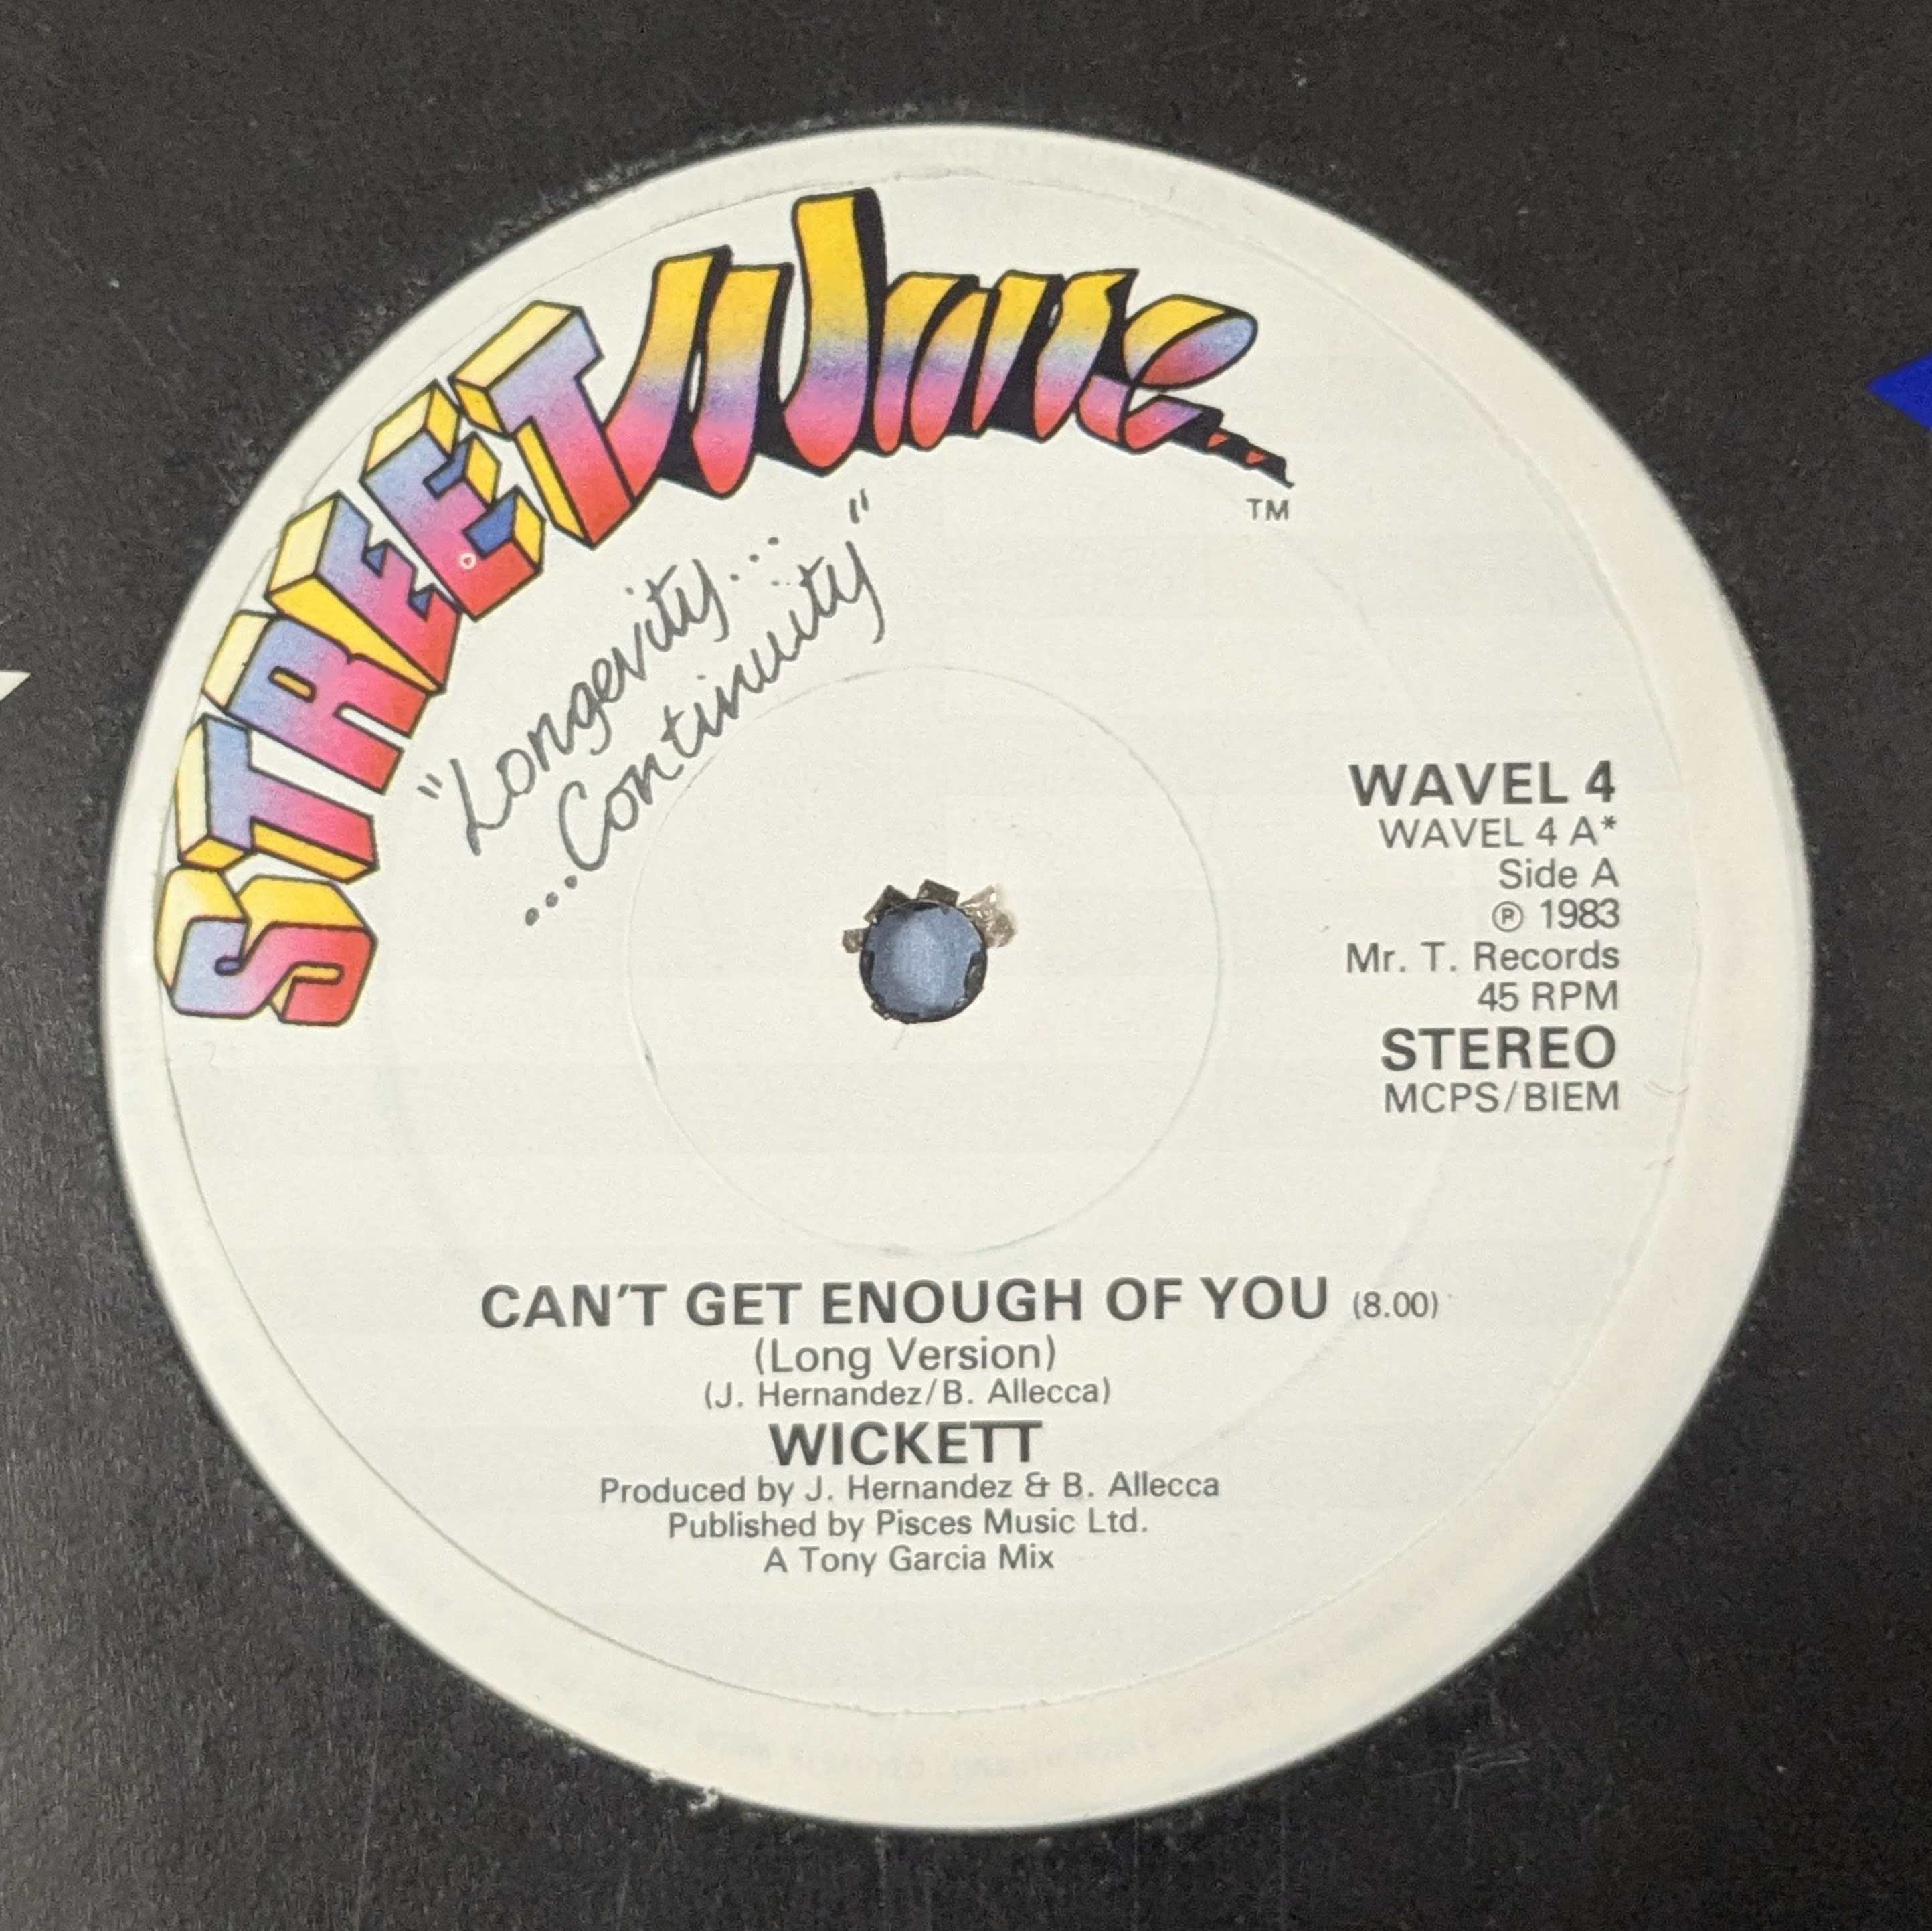 STREETWave
TM
"Longevity...
...Continuity"
WAVEL 4
WAVEL 4 A*
Side A
℗ 1983
Mr. T. Records
45 RPM
STEREO
MCPS/BIEM
CAN'T GET ENOUGH OF YOU (8.00)
(Long Version)
(J. Hernandez/B. Allecca)
WICKETT
Produced by J. Hernandez & B. Allecca
Published by Pisces Music Ltd.
A Tony Garcia Mix